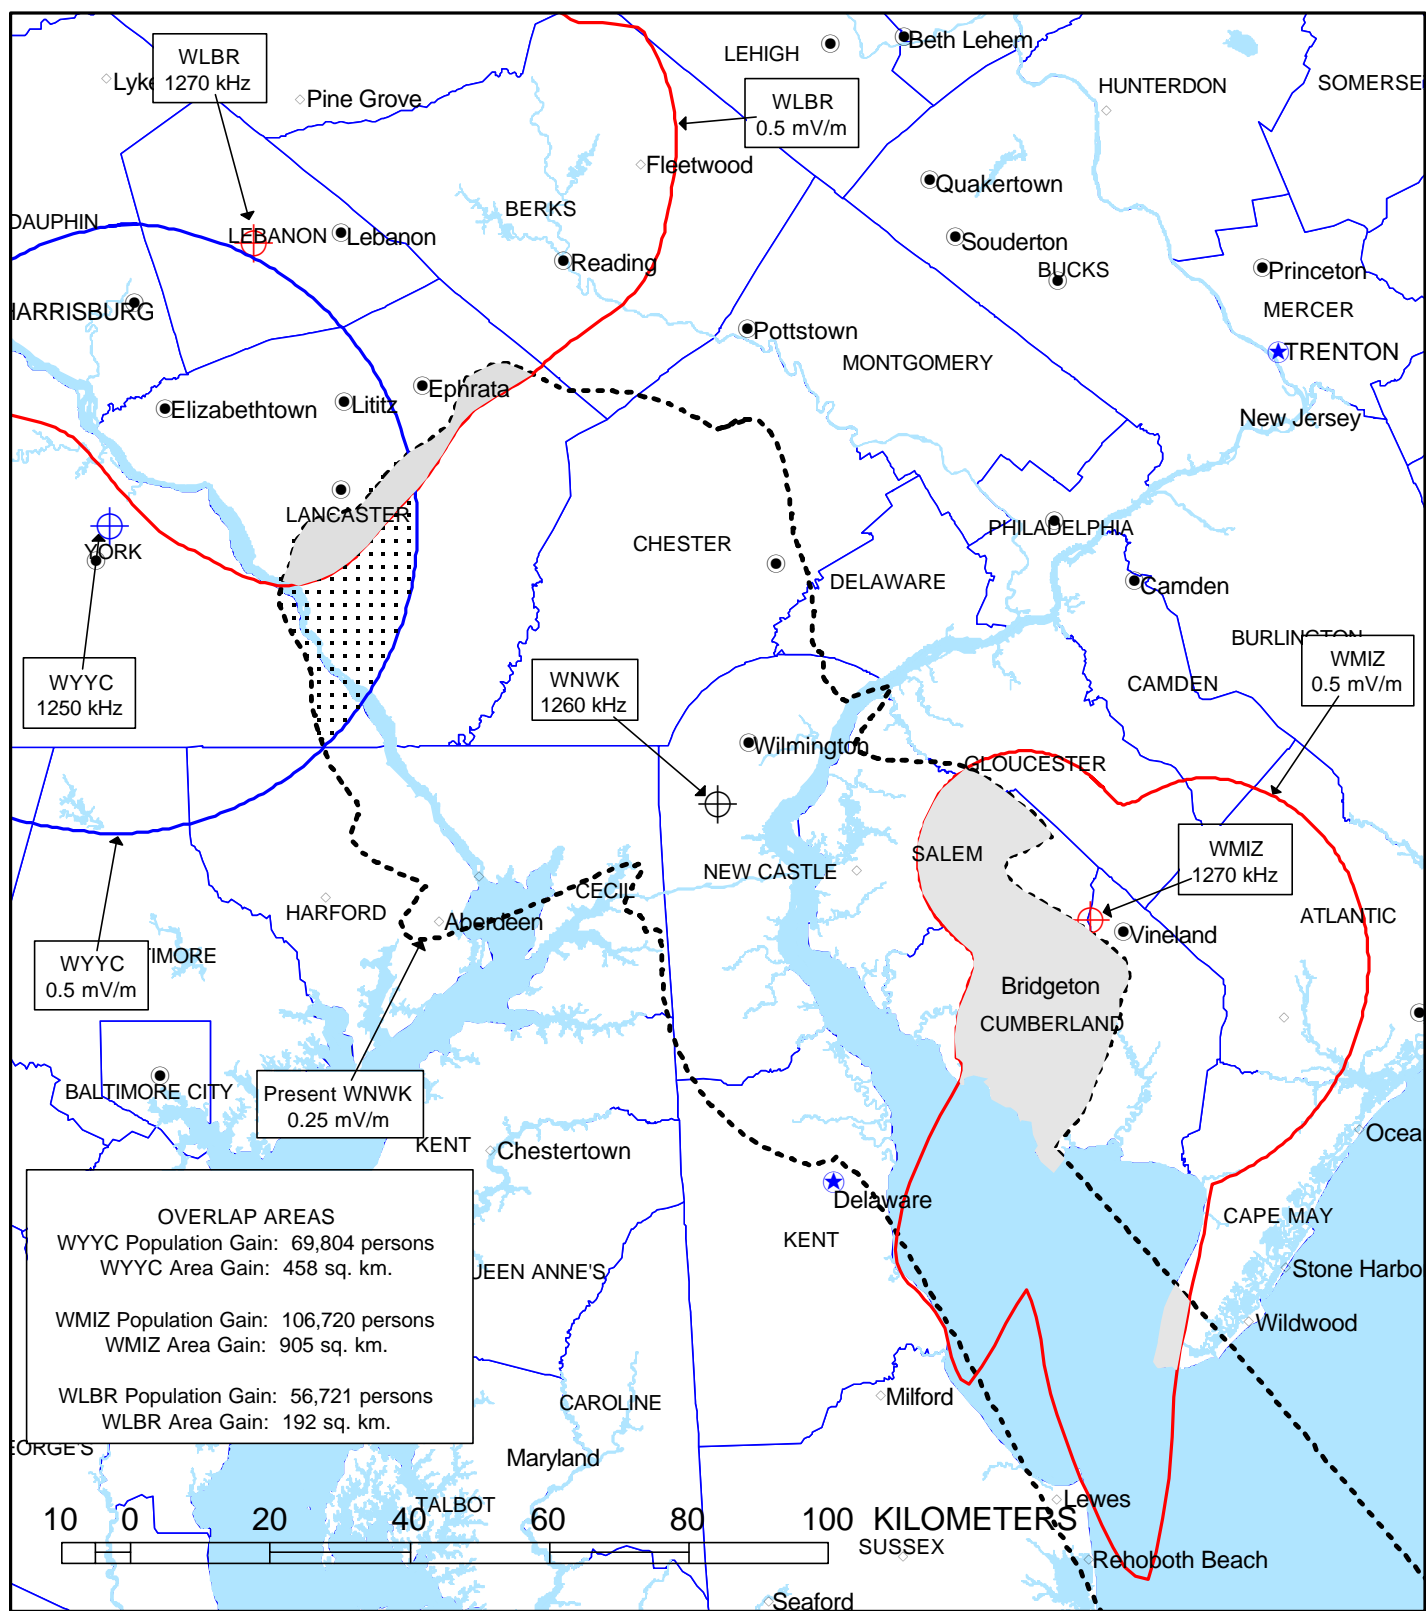 WLBR
1270 kHz
LEHIGH
Beth Lehem
HUNTERDON
SOMERSE
Lyke
Pine Grove
WLBR
0.5 mV/m
Fleetwood
Quakertown
BERKS
DAUPHIN
LEBANON
Lebanon
Souderton
BUCKS
Reading
Princeton
HARRISBURG
MERCER
Pottstown
TRENTON
MONTGOMERY
Ephrata
Elizabethtown
Lititz
New Jersey
LANCASTER
PHILADELPHIA
YORK
CHESTER
DELAWARE
Camden
BURLINGTON
WYYC
1250 kHz
WNWK
1260 kHz
WMIZ
0.5 mV/m
CAMDEN
Wilmington
GLOUCESTER
SALEM
WMIZ
1270 kHz
NEW CASTLE
CECIL
HARFORD
Aberdeen
ATLANTIC
Vineland
WYYC
0.5 mV/m
TIMORE
Bridgeton
CUMBERLAND
BALTIMORE CITY
Present WNWK
0.25 mV/m
KENT
Chestertown
Ocea
Delaware
CAPE MAY
KENT
OVERLAP AREAS
WYYC Population Gain: 69,804 persons
WYYC Area Gain: 458 sq. km.
WMIZ Population Gain: 106,720 persons
WMIZ Area Gain: 905 sq. km.
WLBR Population Gain: 56,721 persons
WLBR Area Gain: 192 sq. km.
UEEN ANNE'S
Stone Harbo
Wildwood
CAROLINE
Milford
EORGE'S
Maryland
TALBOT
Lewes
10 0 20 40 60 80 100 KILOMETERS
SUSSEX
Rehoboth Beach
Seaford